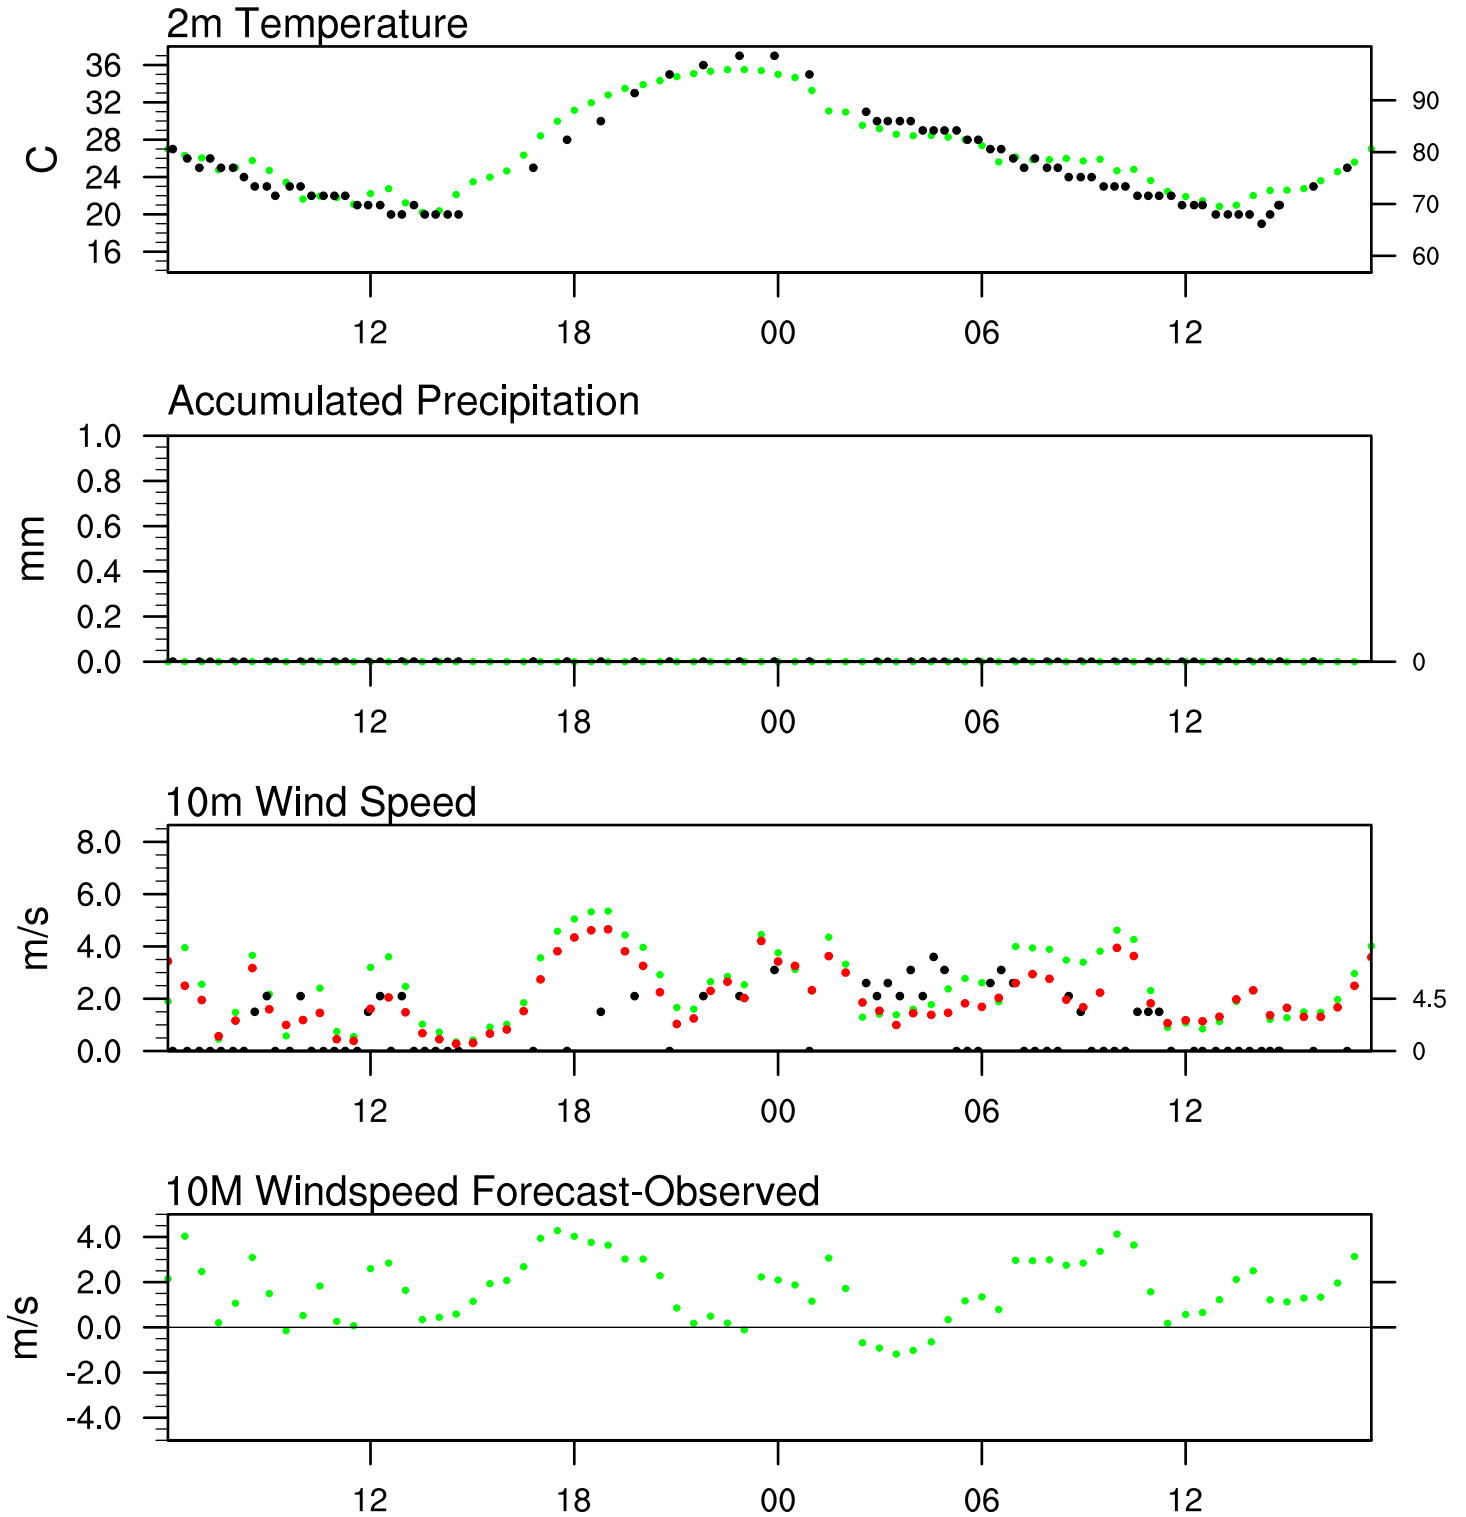 2m Temperature
36
32
28
24
20
16
C
90
80
70
60
12 18 00 06 12
Accumulated Precipitation
1.0
0.8
0.6
0.4
0.2
0.0
mm
0
12 18 00 06 12
10m Wind Speed
8.0
6.0
4.0
2.0
0.0
m/s
4.5
0
12 18 00 06 12
10M Windspeed Forecast-Observed
4.0
2.0
0.0
-2.0
-4.0
m/s
12 18 00 06 12